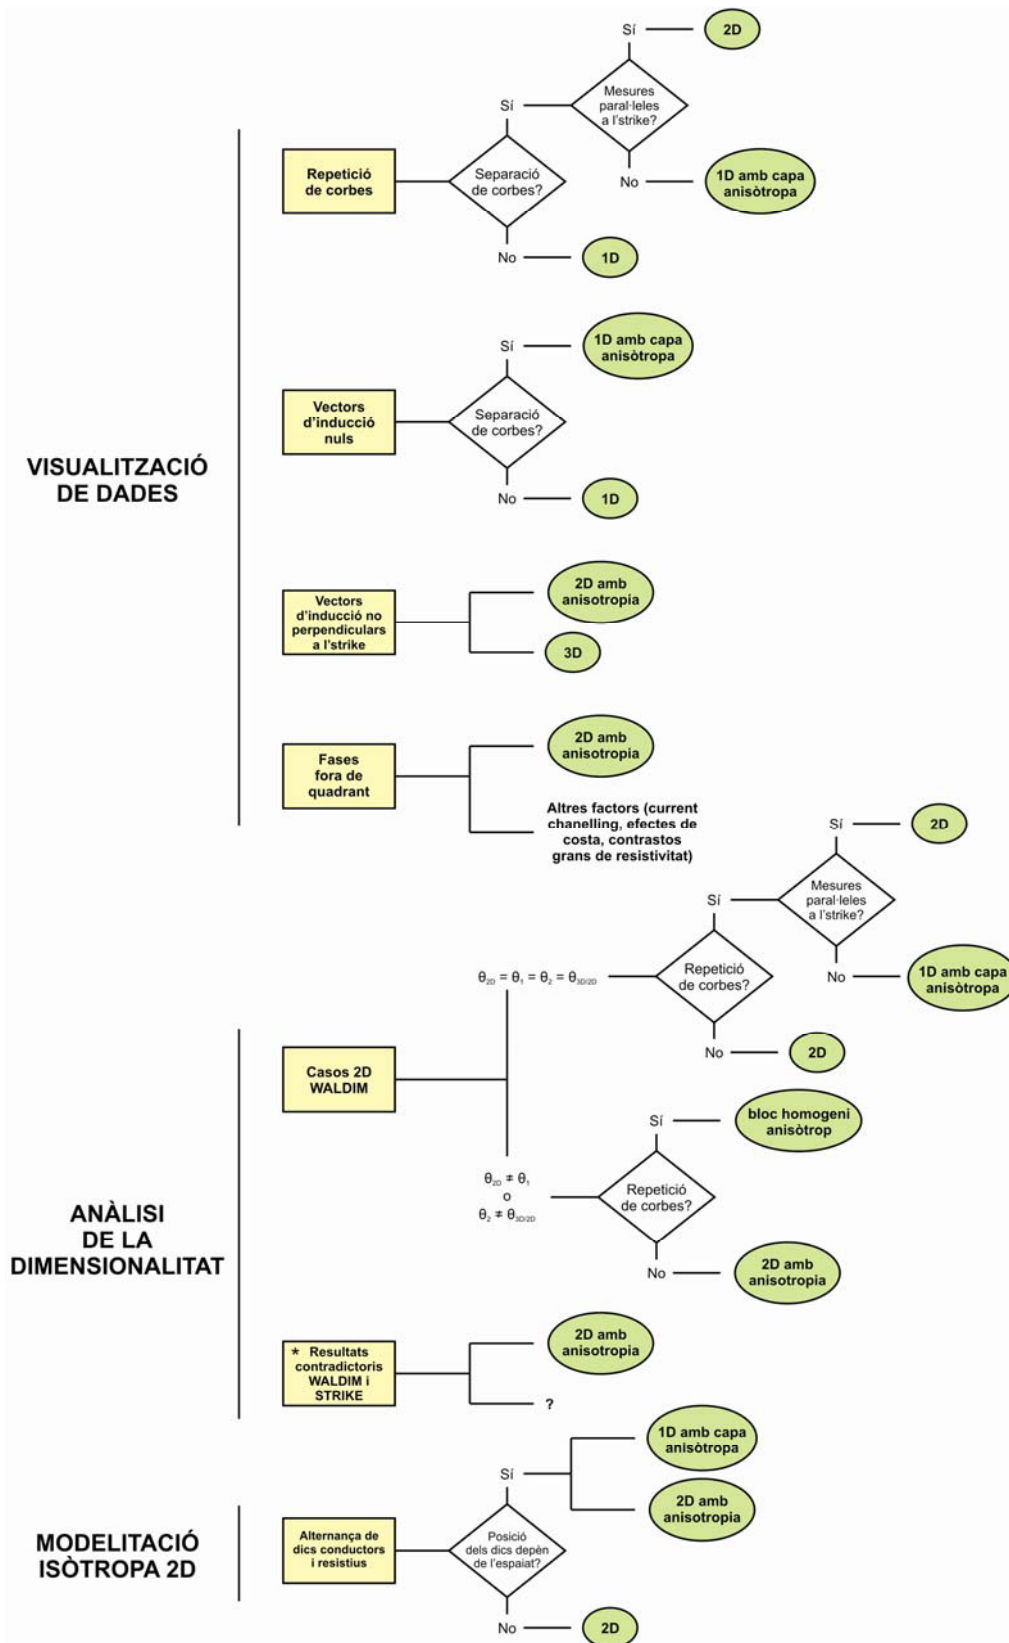 Sí
2D
Mesures
paral·leles
a l'strike?
Sí
No
1D amb capa
anisòtropa
Repetició
de corbes
Separació
de corbes?
No
1D
VISUALITZACIÓ
DE DADES
Sí
1D amb capa
anisòtropa
Vectors
d'inducció
nuls
Separació
de corbes?
No
1D
Vectors
d'inducció no
perpendiculars
a l'strike
2D amb
anisotropia
3D
Fases
fora de
quadrant
2D amb
anisotropia
Altres factors (current
chanelling, efectes de
costa, contrastos
grans de resistivitat)
Sí
2D
Mesures
paral·leles
a l'strike?
Sí
No
1D amb capa
anisòtropa
θ2D = θ1 = θ2 = θ3D/2D
Repetició
de corbes?
No
2D
ANÀLISI
DE LA
DIMENSIONALITAT
Casos 2D
WALDIM
θ2D ≠ θ1
o
θ2 ≠ θ3D/2D
Sí
bloc homogeni
anisòtrop
Repetició
de corbes?
No
2D amb
anisotropia
* Resultats
contradictoris
WALDIM i
STRIKE
2D amb
anisotropia
?
MODELITACIÓ
ISÒTROPA 2D
Alternança de
dics conductors
i resistius
Sí
1D amb capa
anisòtropa
2D amb
anisotropia
Posició
dels dics depèn
de l'espaiat?
No
2D